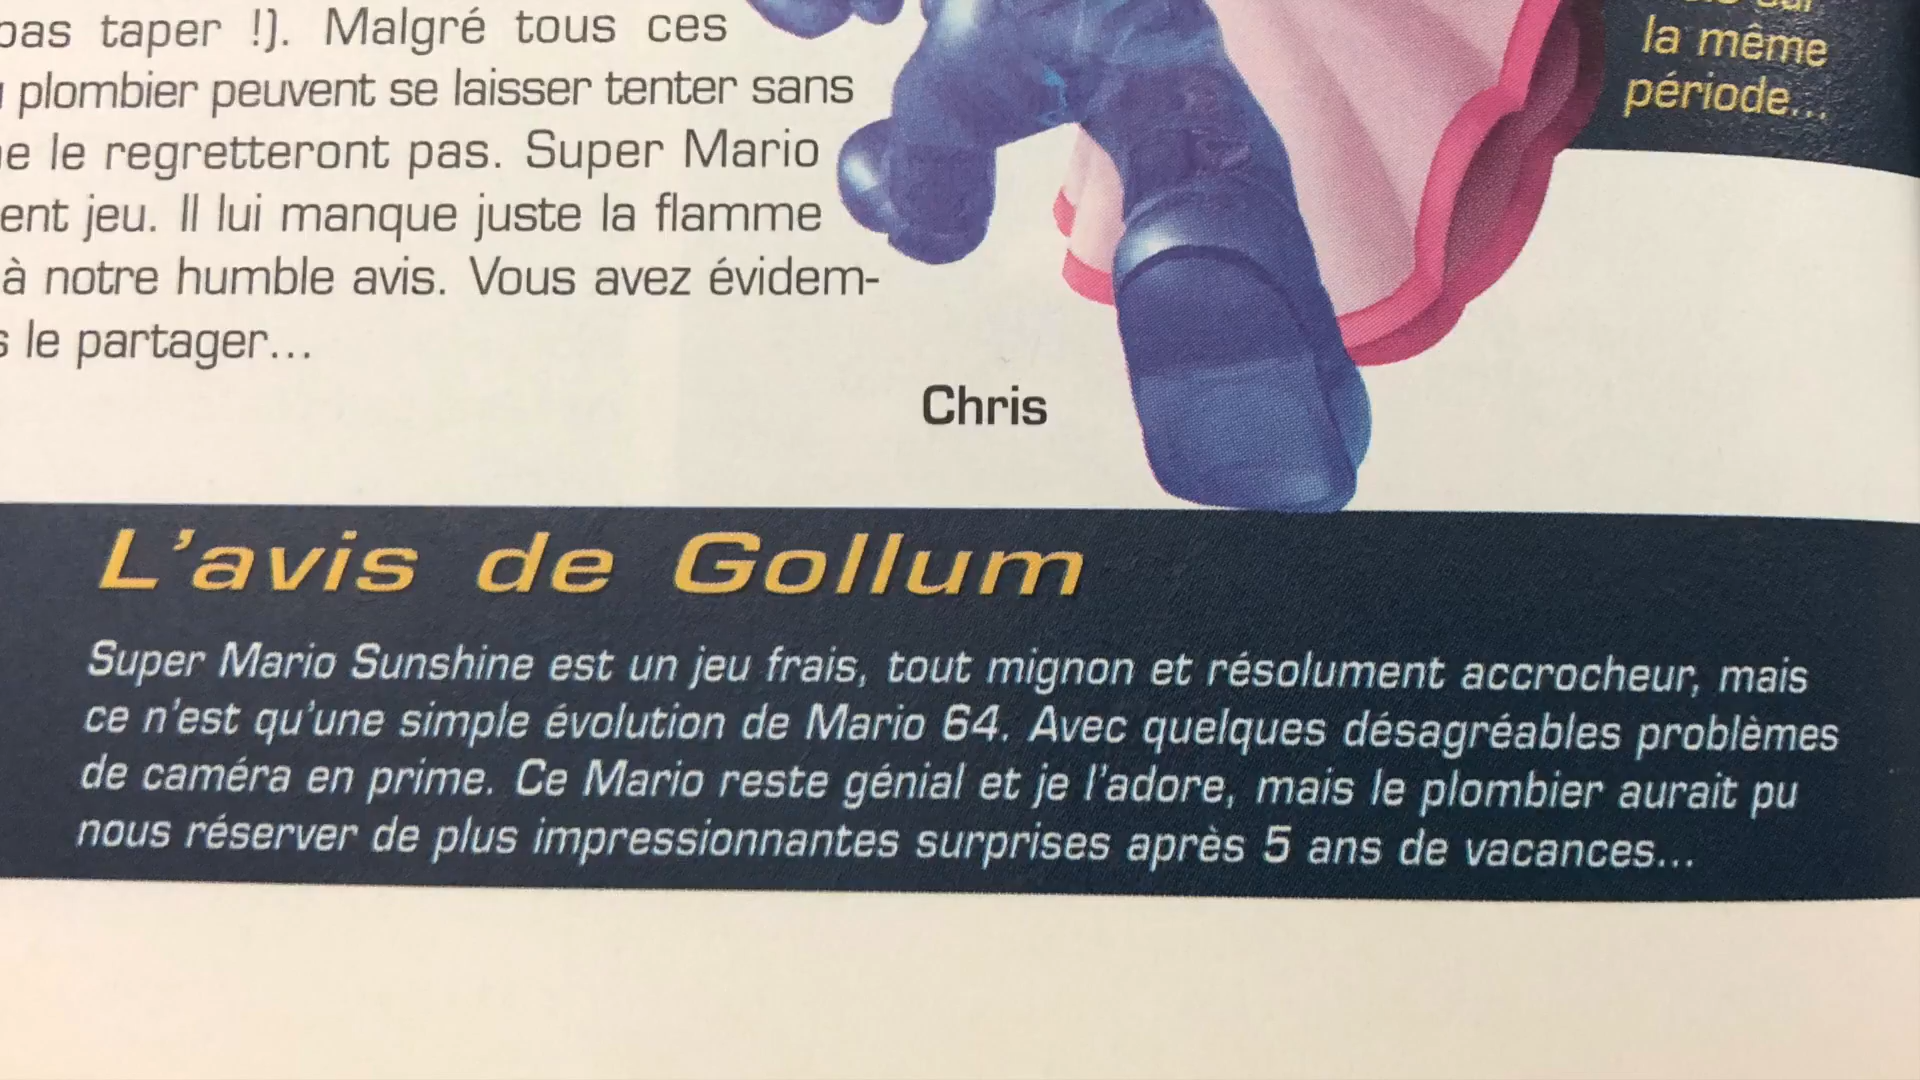 pas taper !). Malgré tous ces
plombier peuvent se laisser tenter sans
le regretteront pas. Super Mario
jeu. Il lui manque juste la flamme
à notre humble avis. Vous avez évidem-
le partager...
Chris
la même
période...
L'avis de Gollum
Super Mario Sunshine est un jeu frais, tout mignon et résolument accrocheur, mais
ce n'est qu'une simple évolution de Mario 64. Avec quelques désagréables problèmes
de caméra en prime. Ce Mario reste génial et je l'adore, mais le plombier aurait pu
nous réserver de plus impressionnantes surprises après 5 ans de vacances...